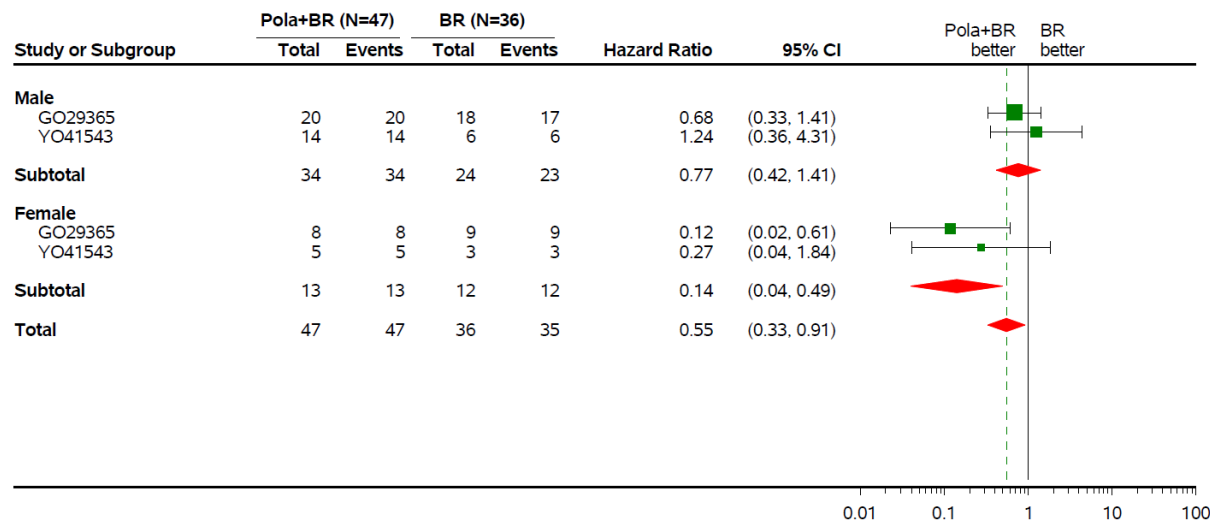 Pola+BR (N=47) BR (N=36) Pola+BR BR
Study or Subgroup Total Events Total Events Hazard Ratio 95% CI better better
Male
GO29365 20 20 18 17 0.68 (0.33, 1.41)
YO41543 14 14 6 6 1.24 (0.36, 4.31)
Subtotal 34 34 24 23 0.77 (0.42, 1.41)
Female
GO29365 8 8 9 9 0.12 (0.02, 0.61)
YO41543 5 5 3 3 0.27 (0.04, 1.84)
Subtotal 13 13 12 12 0.14 (0.04, 0.49)
Total 47 47 36 35 0.55 (0.33, 0.91)
0.01 0.1 1 10 100